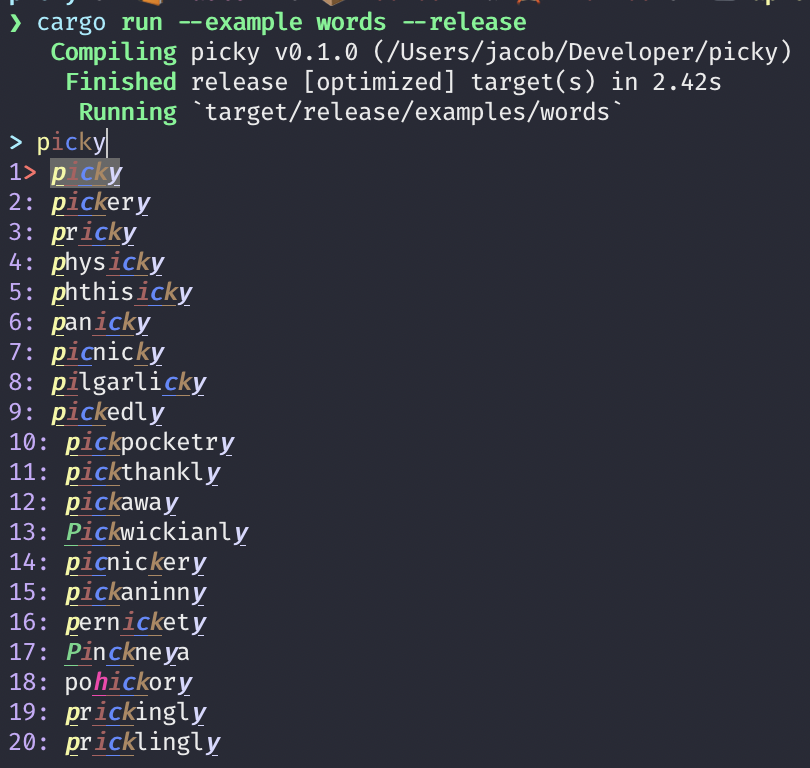 ❯ cargo run --example words --release
Compiling picky v0.1.0 (/Users/jacob/Developer/picky)
Finished release [optimized] target(s) in 2.42s
Running `target/release/examples/words`
> picky
1> picky
2: pickery
3: pricky
4: physicky
5: phthisicky
6: panicky
7: picnicky
8: pilgarlicky
9: pickedly
10: pickpocketry
11: pickthankly
12: pickaway
13: Pickwickianly
14: picnickery
15: pickaninny
16: pernickety
17: Pinckneya
18: pohickory
19: prickingly
20: pricklingly